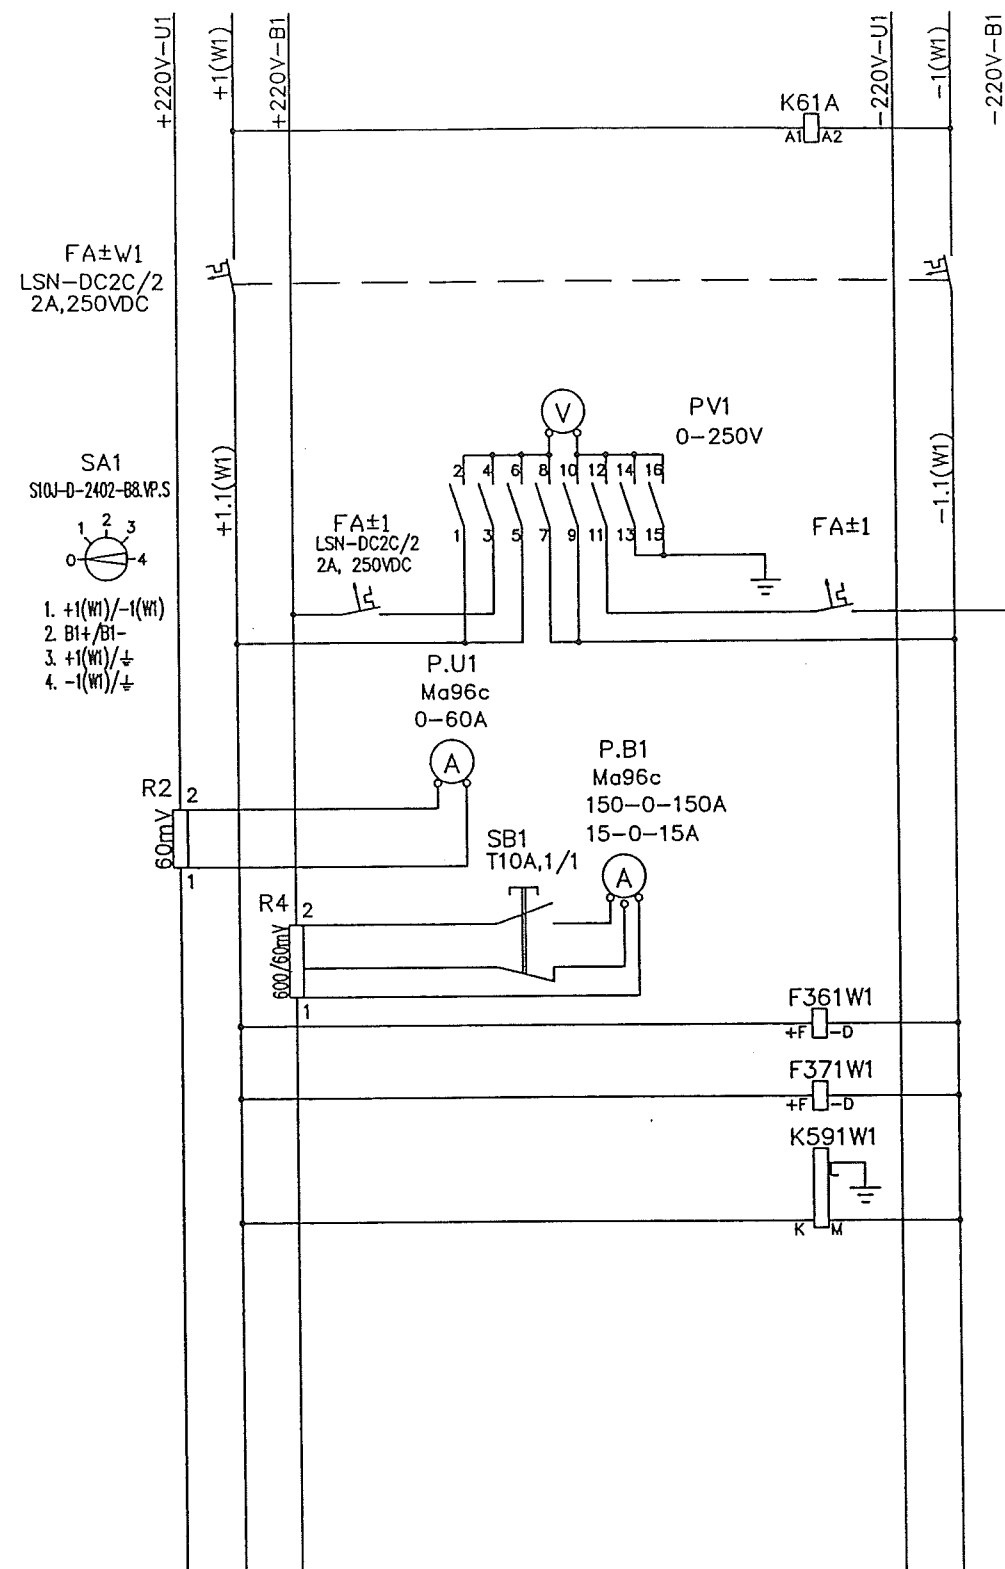 +220V-U1
+1(W1)
+220V-B1
-220V-U1
-1(W1)
-220V-B1
K61A
A1 A2
FA±W1
LSN-DC2C/2
2A,250VDC
V
PV1
0-250V
+1.1(W1)
-1.1(W1)
SA1
S10J-D-2402-B8.VP.S
1 2 3
0 4
1. +1(W1)/-1(W1)
2. B1+/B1-
3. +1(W1)/⏚
4. -1(W1)/⏚
2 4 6 8 10 12 14 16
1 3 5 7 9 11 13 15
FA±1
LSN-DC2C/2
2A, 250VDC
FA±1
P.U1
Ma96c
0-60A
A
P.B1
Ma96c
150-0-150A
15-0-15A
A
R2 2
60mV
1
SB1
T10A,1/1
R4 2
600/60mV
1
F361W1
+F -D
F371W1
+F -D
K591W1
K M